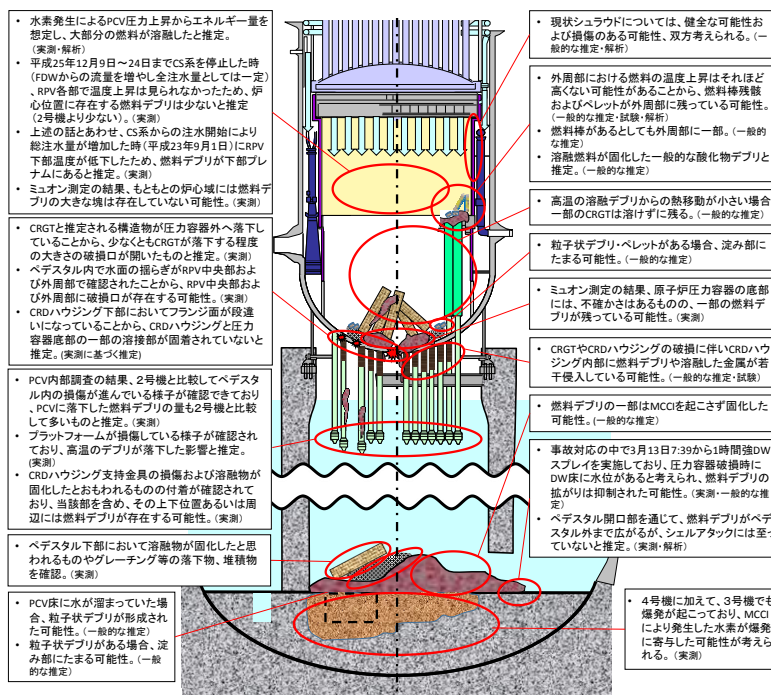 • 水素発生によるPCV圧力上昇からエネルギー量を
想定し、大部分の燃料が溶融したと推定。
(実測・解析)
• 平成25年12月9日～24日までCS系を停止した時
(FDWからの流量を増やし全注水量としては一定)
、RPV各部で温度上昇は見られなかったため、炉
心位置に存在する燃料デブリは少ないと推定
(2号機より少ない)。(実測)
• 上述の話とあわせ、CS系からの注水開始により
総注水量が増加した時(平成23年9月1日)にRPV
下部温度が低下したため、燃料デブリが下部プレ
ナムにあると推定。(実測)
• ミュオン測定の結果、もともとの炉心域には燃料デ
ブリの大きな塊は存在していない可能性。(実測)
• CRGTと推定される構造物が圧力容器外へ落下し
ていることから、少なくともCRGTが落下する程度
の大きさの破損口が開いたものと推定。(実測)
• ペデスタル内で水面の揺らぎがRPV中央部およ
び外周部で確認されたことから、RPV中央部およ
び外周部に破損口が存在する可能性。(実測)
• CRDハウジング下部においてフランジ面が段違
いになっていることから、CRDハウジングと圧力
容器底部の一部の溶接部が固着されていないと
推定。(実測に基づく推定)
• PCV内部調査の結果、2号機と比較してペデスタ
ル内の損傷が進んでいる様子が確認できており
、PCVに落下した燃料デブリの量も2号機と比較
して多いものと推定。(実測)
• プラットフォームが損傷している様子が確認され
ており、高温のデブリが落下した影響と推定。
(実測)
• CRDハウジング支持金具の損傷および溶融物が
固化したとおもわれるものの付着が確認されて
おり、当該部を含め、その上下位置あるいは周
辺には燃料デブリが存在する可能性。(実測)
• ペデスタル下部において溶融物が固化したと思
われるものやグレーチング等の落下物、堆積物
を確認。(実測)
• PCV床に水が溜まっていた場
合、粒子状デブリが形成され
た可能性。(一般的な推定)
• 粒子状デブリがある場合、淀
み部にたまる可能性。(一般
的な推定)
• 現状シュラウドについては、健全な可能性お
よび損傷のある可能性、双方考えられる。(一
般的な推定・解析)
• 外周部における燃料の温度上昇はそれほど
高くない可能性があることから、燃料棒残骸
およびペレットが外周部に残っている可能性。
(一般的な推定・試験・解析)
• 燃料棒があるとしても外周部に一部。(一般的
な推定)
• 溶融燃料が固化した一般的な酸化物デブリと
推定。(一般的な推定)
• 高温の溶融デブリからの熱移動が小さい場合
一部のCRGTは溶けずに残る。(一般的な推定)
• 粒子状デブリ・ペレットがある場合、淀み部に
たまる可能性。(一般的な推定)
• ミュオン測定の結果、原子炉圧力容器の底部
には、不確かさはあるものの、一部の燃料デ
ブリが残っている可能性。(実測)
• CRGTやCRDハウジングの破損に伴いCRDハウ
ジング内部に燃料デブリや溶融した金属が若
干侵入している可能性。(一般的な推定・試験)
• 燃料デブリの一部はMCCIを起こさず固化した
可能性。(一般的な推定)
• 事故対応の中で3月13日7:39から1時間強DW
スプレイを実施しており、圧力容器破損時に
DW床に水位があると考えられ、燃料デブリの
拡がりは抑制された可能性。(実測・一般的な推
定)
• ペデスタル開口部を通じて、燃料デブリがペデ
スタル外まで広がるが、シェルアタックには至っ
ていないと推定。(実測・解析)
• 4号機に加えて、3号機でも
爆発が起こっており、MCCI
により発生した水素が爆発
に寄与した可能性が考えら
れる。(実測)